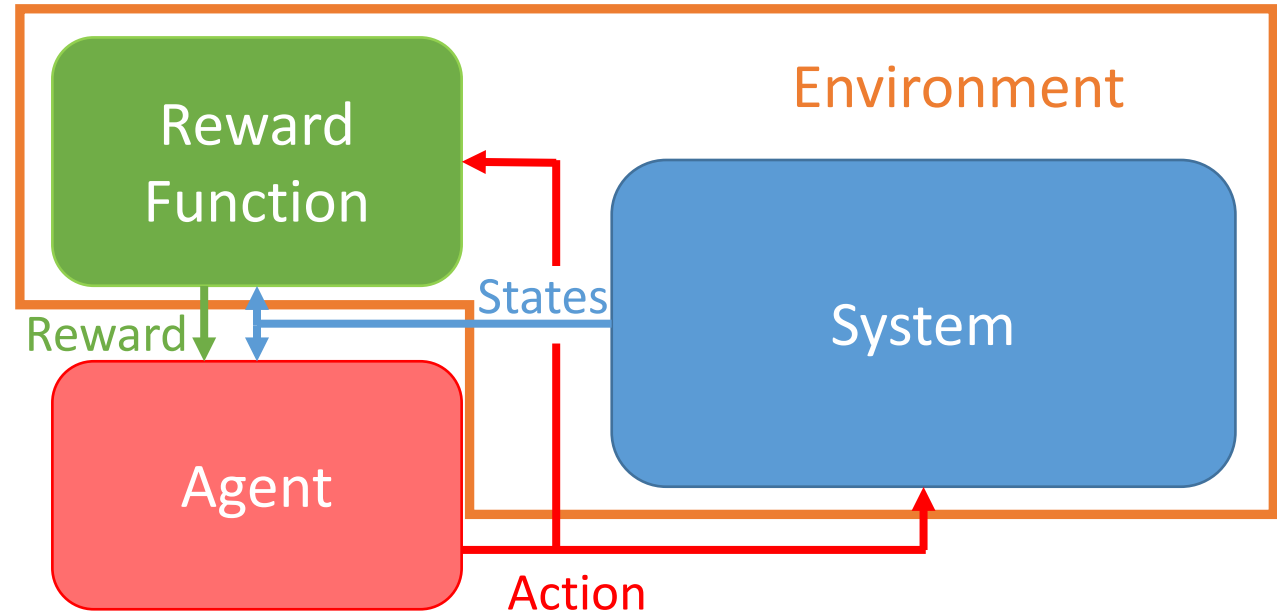 Environment
Reward
Function
States
Reward
System
Agent
Action